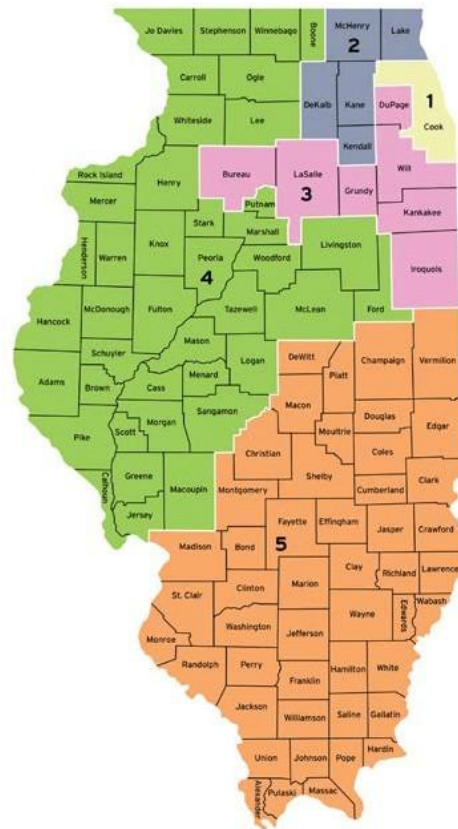 Jo Davies
Stephenson
Winnebago
Boone
McHenry
2
Lake
Carroll
Ogle
DeKalb
Kane
DuPage
1
Cook
Whiteside
Lee
Kendall
Will
Rock Island
Henry
Bureau
LaSalle
3
Grundy
Mercer
Putnam
Kankakee
Stark
Marshall
Henderson
Warren
Knox
Peoria
4
Woodford
Livingston
Iroquois
Hancock
McDonough
Fulton
Tazewell
McLean
Ford
Mason
Schuyler
Logan
DeWitt
Champaign
Vermilion
Adams
Brown
Cass
Menard
Piatt
Macon
Sangamon
Douglas
Pike
Scott
Morgan
Moultrie
Edgar
Christian
Coles
Calhoun
Greene
Shelby
Clark
Macoupin
Montgomery
Cumberland
Jersey
Fayette
Effingham
Jasper
Crawford
Madison
Bond
5
Clay
Richland
Lawrence
Clinton
Marion
St. Clair
Wayne
Edwards
Wabash
Washington
Jefferson
Monroe
Randolph
Perry
Hamilton
White
Franklin
Jackson
Williamson
Saline
Gallatin
Union
Johnson
Pope
Hardin
Alexander
Pulaski
Massac